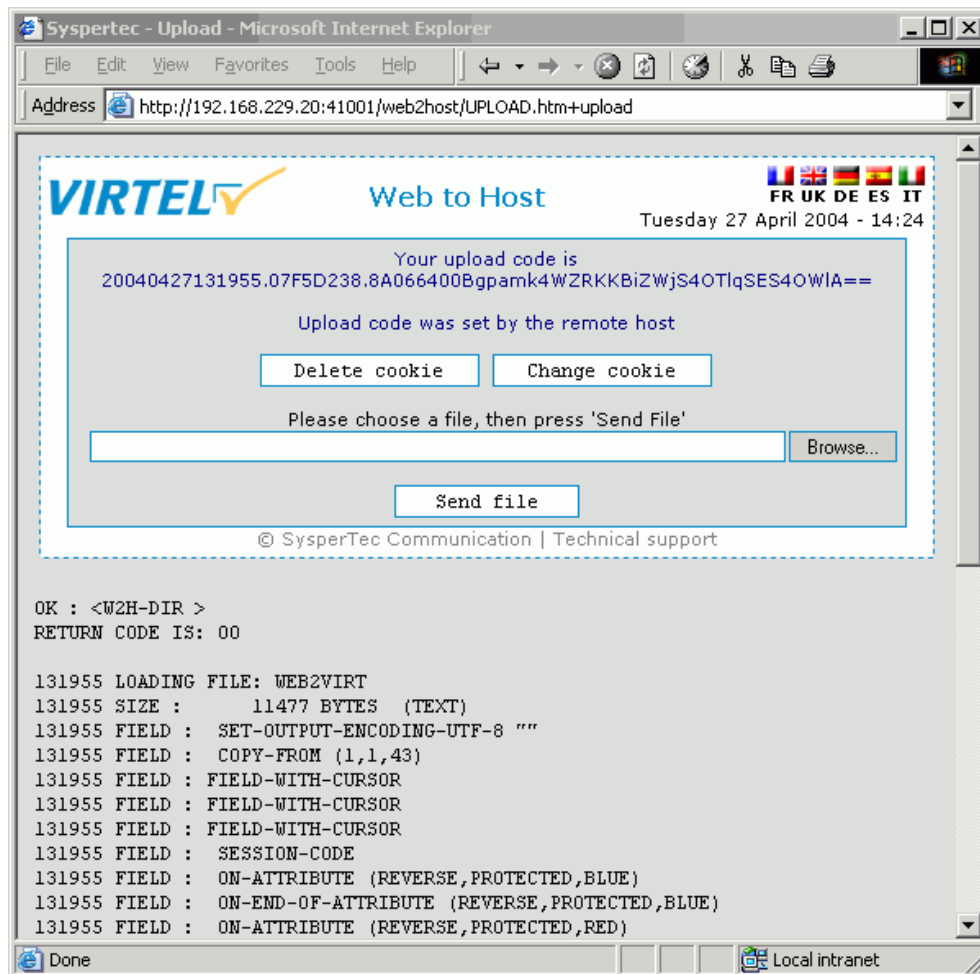 Syspertec - Upload - Microsoft Internet Explorer
File Edit View Favorites Tools Help
Address http://192.168.229.20:41001/web2host/UPLOAD.htm+upload
VIRTEL
Web to Host
FR UK DE ES IT
Tuesday 27 April 2004 - 14:24
Your upload code is
20040427131955.07F5D238.8A066400Bgpamk4WZRKKBiZWjS4OTlqSES4OWlA==
Upload code was set by the remote host
Delete cookie Change cookie
Please choose a file, then press 'Send File'
Browse...
Send file
© SysperTec Communication | Technical support
OK : <W2H-DIR >
RETURN CODE IS: 00
131955 LOADING FILE: WEB2VIRT
131955 SIZE : 11477 BYTES (TEXT)
131955 FIELD : SET-OUTPUT-ENCODING-UTF-8 ""
131955 FIELD : COPY-FROM (1,1,43)
131955 FIELD : FIELD-WITH-CURSOR
131955 FIELD : FIELD-WITH-CURSOR
131955 FIELD : FIELD-WITH-CURSOR
131955 FIELD : SESSION-CODE
131955 FIELD : ON-ATTRIBUTE (REVERSE,PROTECTED,BLUE)
131955 FIELD : ON-END-OF-ATTRIBUTE (REVERSE,PROTECTED,BLUE)
131955 FIELD : ON-ATTRIBUTE (REVERSE,PROTECTED,RED)
Done Local intranet